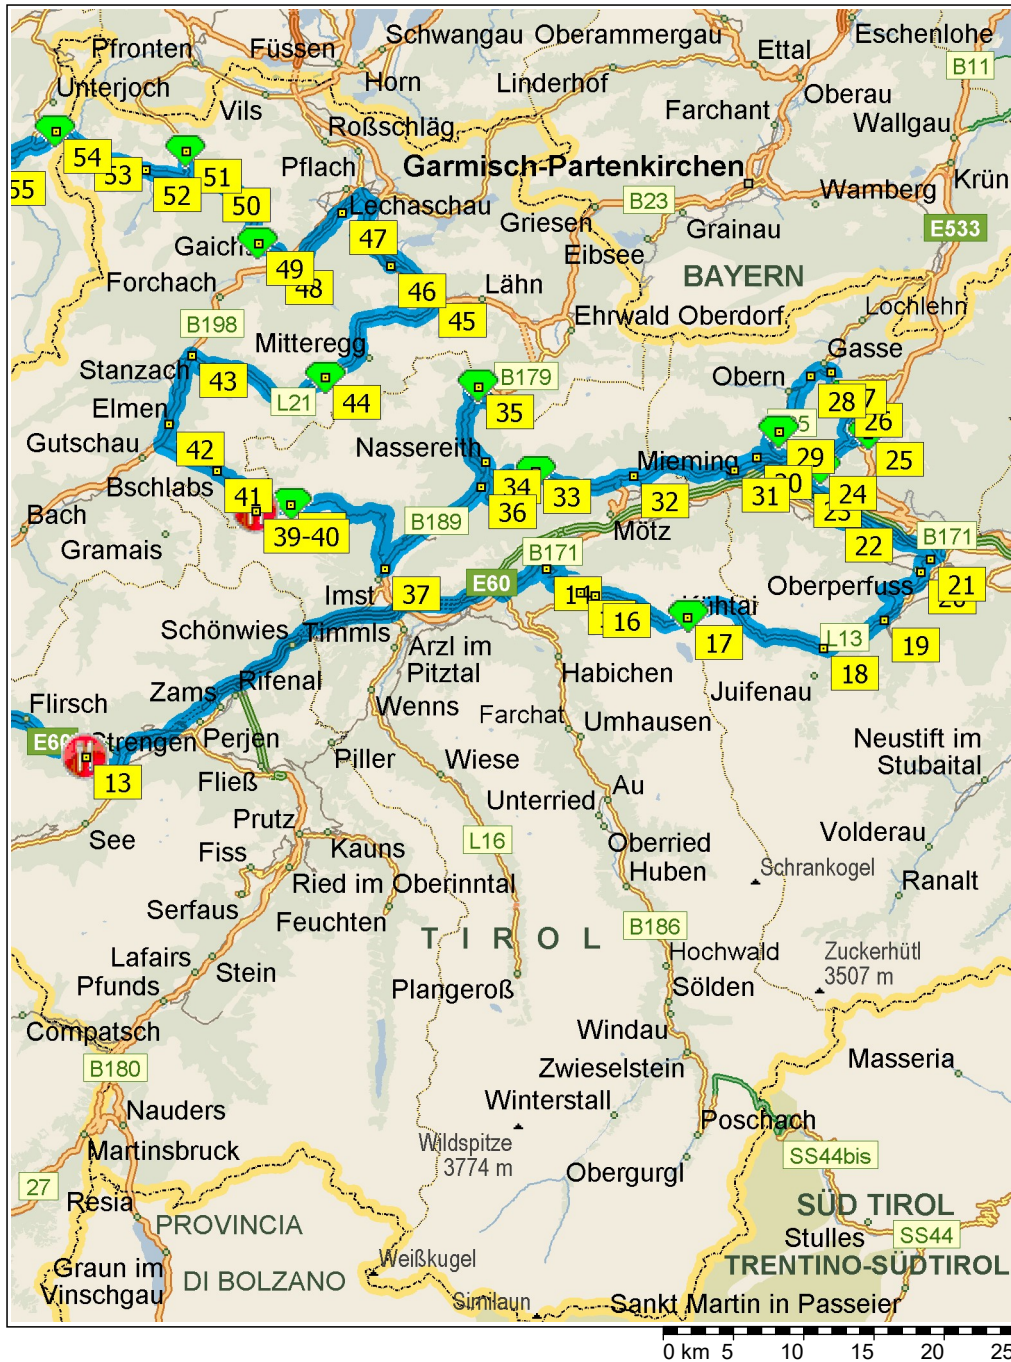 Pfronten
Füssen
Schwangau
Oberammergau
Eschenlohe
Ettal
B11
Unterjoch
Vils
Horn
Linderhof
Oberau
Farchant
Wallgau
Roßschläg
Pflach
Garmisch-Partenkirchen
Krün
54
53
52
51
55
50
Lechaschau
B23
Wamberg
Griesen
Grainau
E533
47
Eibsee
49
48
46
BAYERN
Forchach
Lähn
45
Lochlehn
B198
Ehrwald Oberdorf
Mitteregg
Gasse
Stanzach
43
B179
Obern
44
L21
35
28
26
Elmen
Gutschau
42
Nassereith
29
25
Bschlabs
Mieming
41
34
33
32
31
24
36
Bach
39-40
B189
Mötz
22
Gramais
B171
B171
Imst
37
E60
Oberperfuss
21
16
19
Schönwies
Timmls
Arzl im
Pitztal
17
L13
18
Habichen
Juifenau
Zams
Rifenal
Flirsch
Wenns
Farchat
Umhausen
Strengen
Perjen
Neustift im
Stubaital
13
Piller
Fließ
Wiese
Au
Unterried
See
Prutz
Volderau
Kauns
L16
Oberried
Fiss
Huben
Schrankogel
Ried im Oberinntal
Ranalt
Serfaus
Feuchten
TIROL
B186
Lafairs
Stein
Hochwald
Zuckerhütl
3507 m
Pfunds
Plangeroß
Sölden
Compatsch
Windau
Masseria
B180
Zwieselstein
Nauders
Winterstall
Poschach
Martinsbruck
Wildspitze
3774 m
SS44bis
27
Obergurgl
Resia
SÜD TIROL
PROVINCIA
Stulles
SS44
Weißkugel
TRENTINO-SÜDTIROL
Graun im
Vinschgau
DI BOLZANO
Similaun
Sankt Martin in Passeier
0 km 5 10 15 20 25